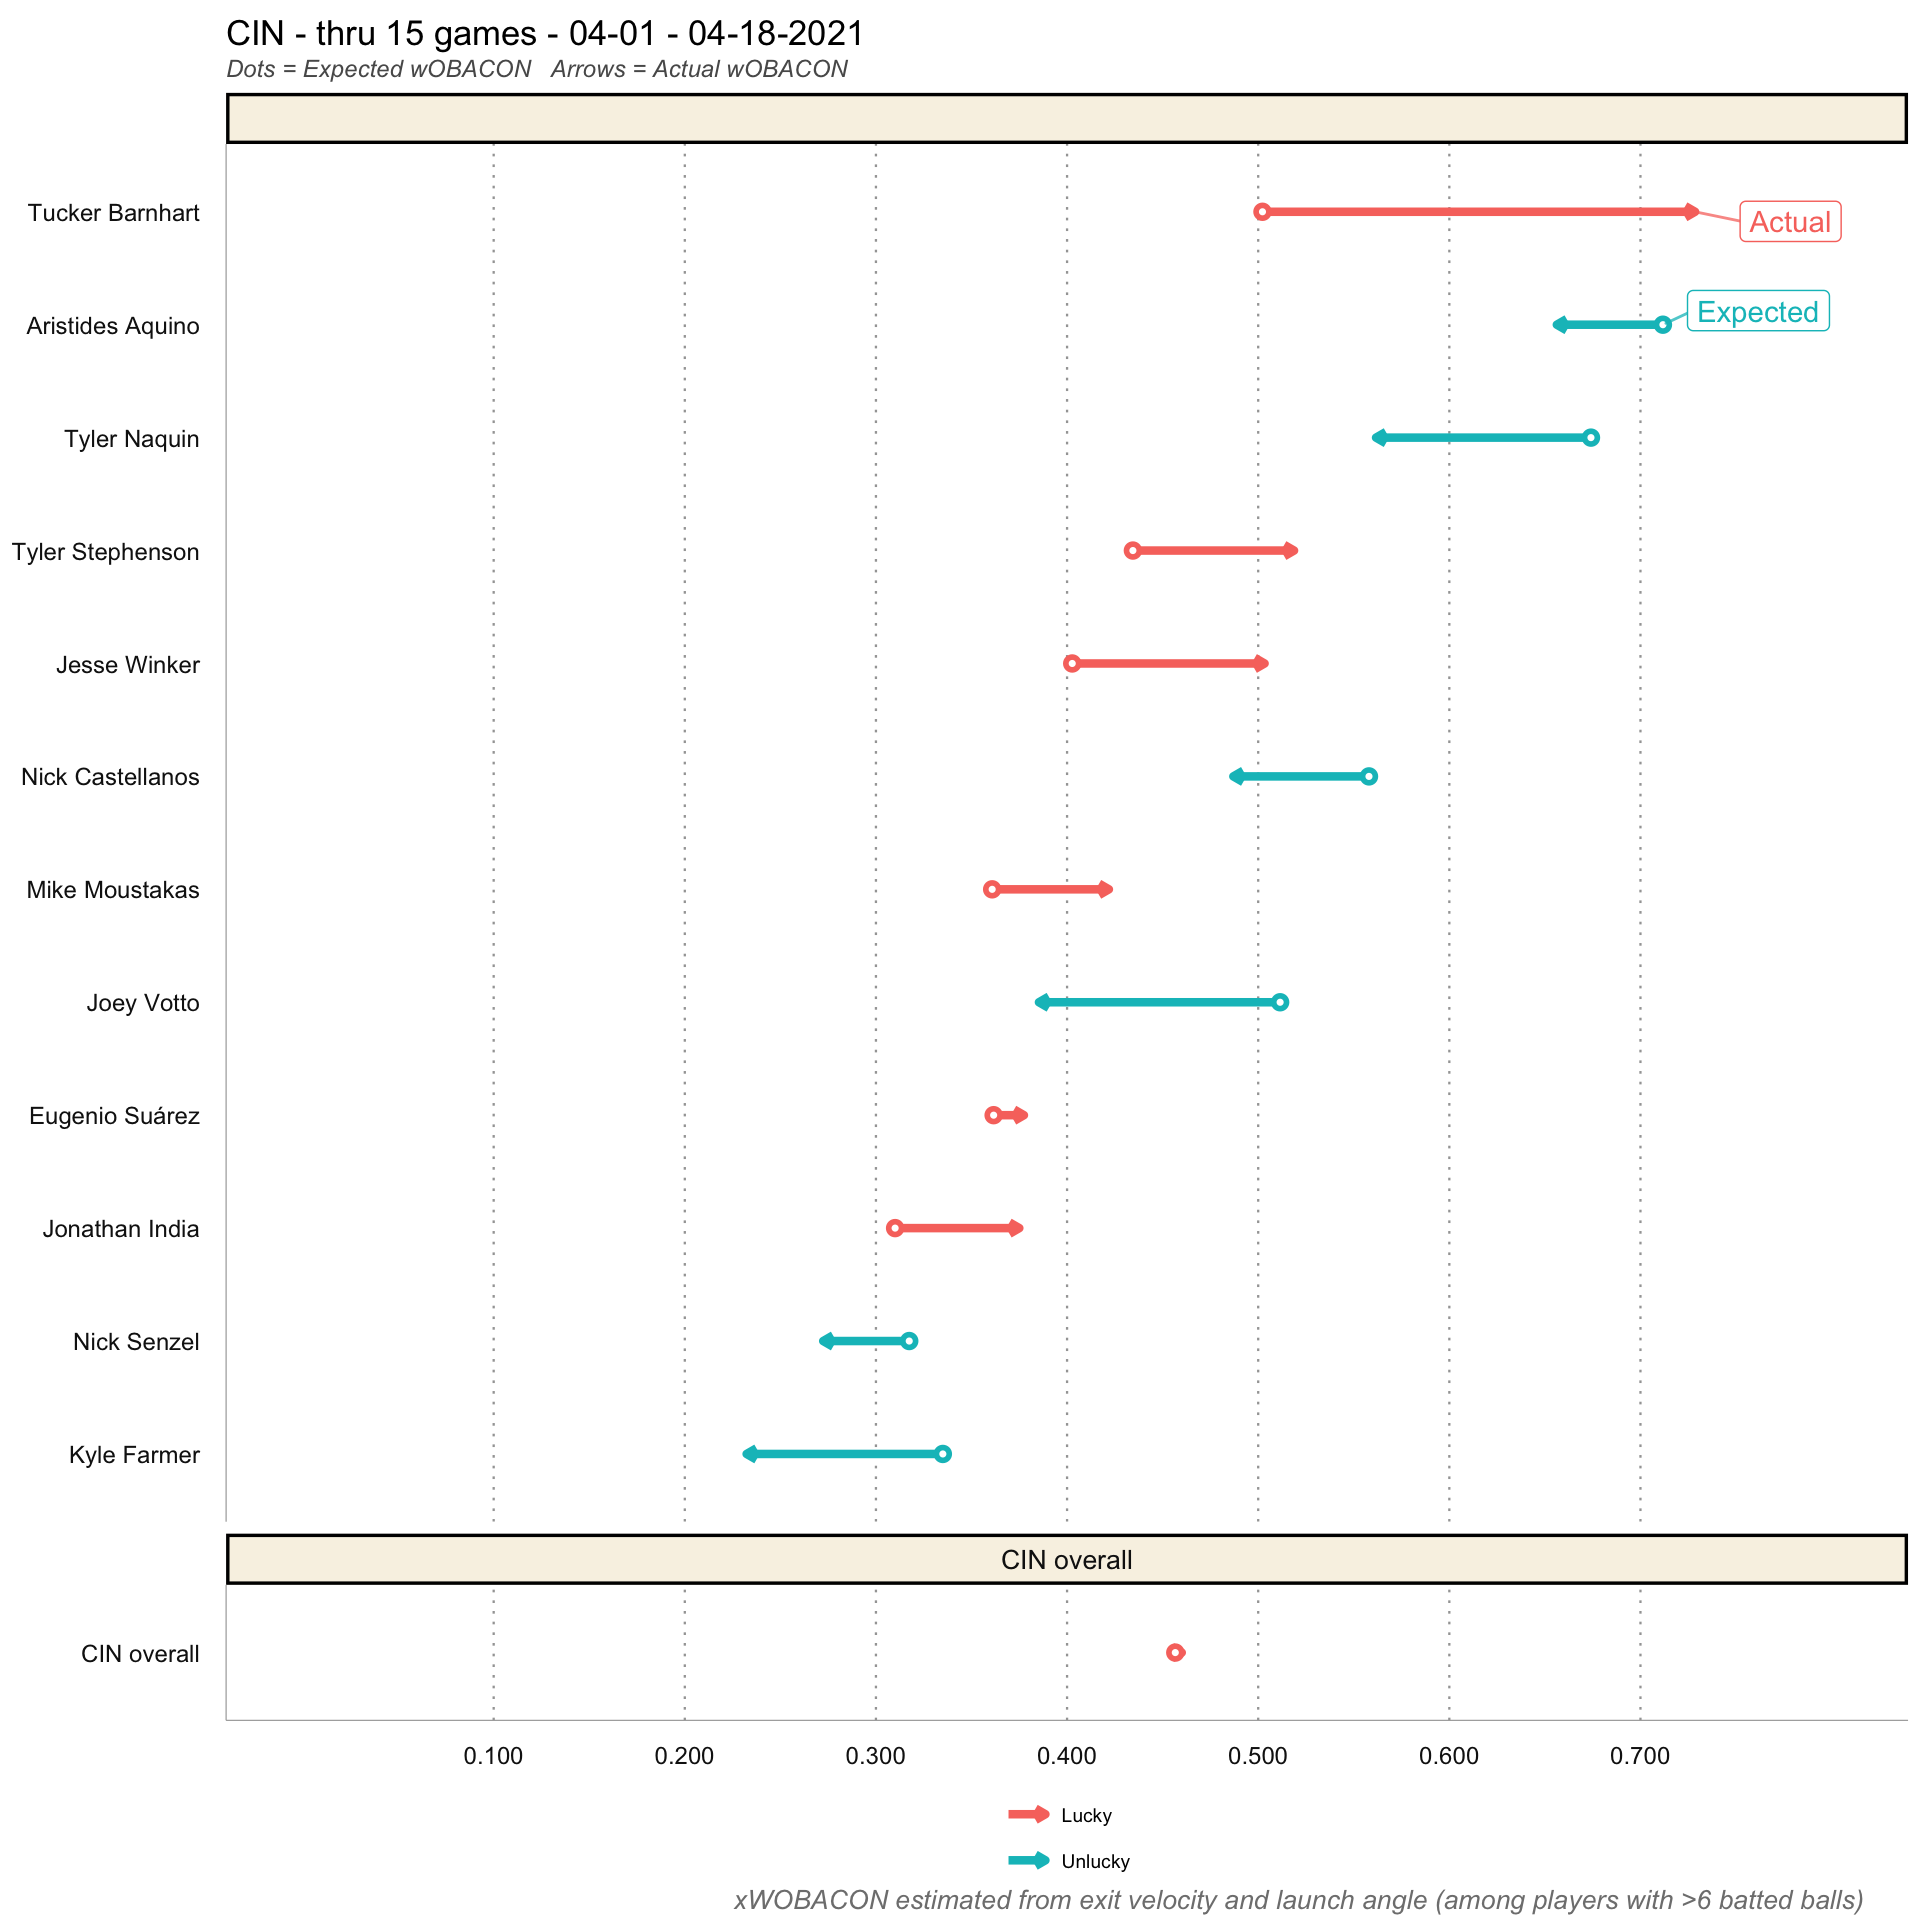 CIN - thru 15 games - 04-01 - 04-18-2021
Dots = Expected wOBACON   Arrows = Actual wOBACON
Tucker Barnhart
Actual
Aristides Aquino
Expected
Tyler Naquin
Tyler Stephenson
Jesse Winker
Nick Castellanos
Mike Moustakas
Joey Votto
Eugenio Suárez
Jonathan India
Nick Senzel
Kyle Farmer
CIN overall
CIN overall
0.100 0.200 0.300 0.400 0.500 0.600 0.700
Lucky
Unlucky
xWOBACON estimated from exit velocity and launch angle (among players with >6 batted balls)